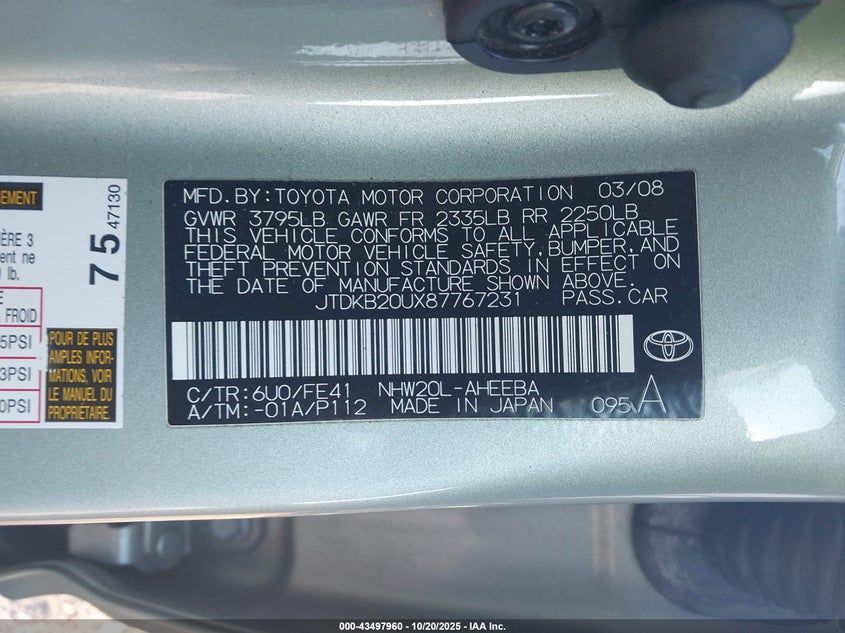 MFD.BY:TOYOTA MOTOR CORPORATION 03/08
GVWR 3795LB GAWR FR 2335LB RR 2250LB
THIS VEHICLE CONFORMS TO ALL APPLICABLE
FEDERAL MOTOR VEHICLE SAFETY,BUMPER,AND
THEFT PREVENTION STANDARDS IN EFFECT ON
THE DATE OF MANUFACTURE SHOWN ABOVE.
JTDKB20UX87767231 PASS.CAR
C/TR:6U0/FE41 NHW20L-AHEEBA
A/TM:-01A/P112 MADE IN JAPAN 095 A
75 47130
3
ent ne
lb.
FROID
5PSI
3PSI
0PSI
POUR DE PLUS
AMPLES INFOR-
MATIONS, VOIR
LE MANUEL DU
PROPRIÉTAIRE
000-43497960 - 10/20/2025 - IAA Inc.